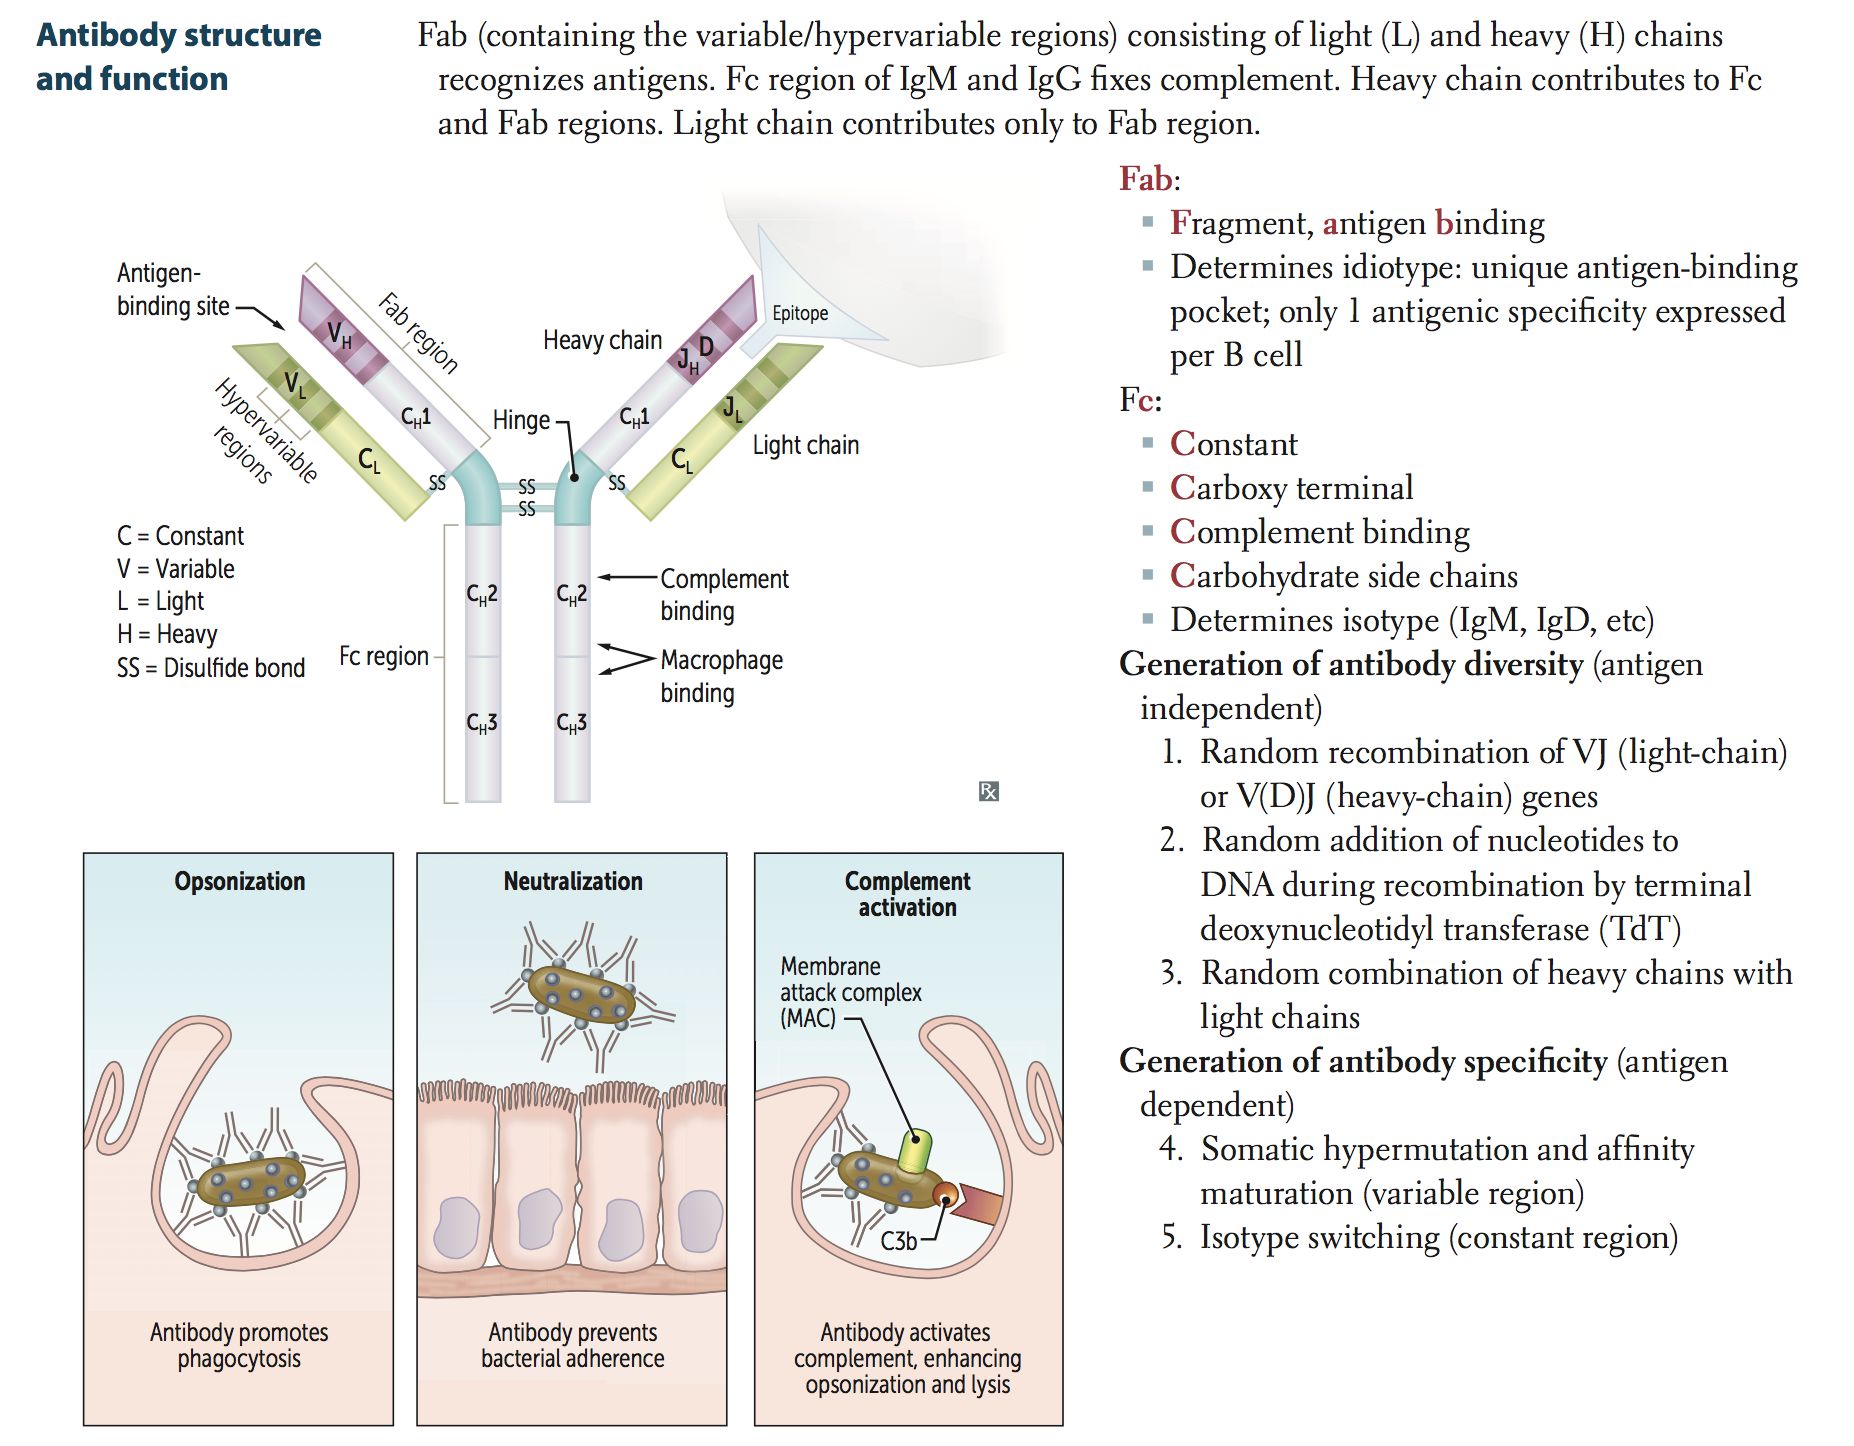 Antibody structure
and function
Fab (containing the variable/hypervariable regions) consisting of light (L) and heavy (H) chains
recognizes antigens. Fc region of IgM and IgG fixes complement. Heavy chain contributes to Fc
and Fab regions. Light chain contributes only to Fab region.
Antigen-
binding site
Fab region
VH
VL
Hypervariable
regions
CH1
CL
SS
Hinge
SS
SS
Heavy chain
Epitope
D
JH
JL
CH1
CL
SS
Light chain
C = Constant
V = Variable
L = Light
H = Heavy
SS = Disulfide bond
Fc region
CH2
CH2
CH3
CH3
Complement
binding
Macrophage
binding
Rx
Opsonization
Antibody promotes
phagocytosis
Neutralization
Antibody prevents
bacterial adherence
Complement
activation
Membrane
attack complex
(MAC)
C3b
Antibody activates
complement, enhancing
opsonization and lysis
Fab:
▪ Fragment, antigen binding
▪ Determines idiotype: unique antigen-binding
pocket; only 1 antigenic specificity expressed
per B cell
Fc:
▪ Constant
▪ Carboxy terminal
▪ Complement binding
▪ Carbohydrate side chains
▪ Determines isotype (IgM, IgD, etc)
Generation of antibody diversity (antigen
independent)
1. Random recombination of VJ (light-chain)
or V(D)J (heavy-chain) genes
2. Random addition of nucleotides to
DNA during recombination by terminal
deoxynucleotidyl transferase (TdT)
3. Random combination of heavy chains with
light chains
Generation of antibody specificity (antigen
dependent)
4. Somatic hypermutation and affinity
maturation (variable region)
5. Isotype switching (constant region)